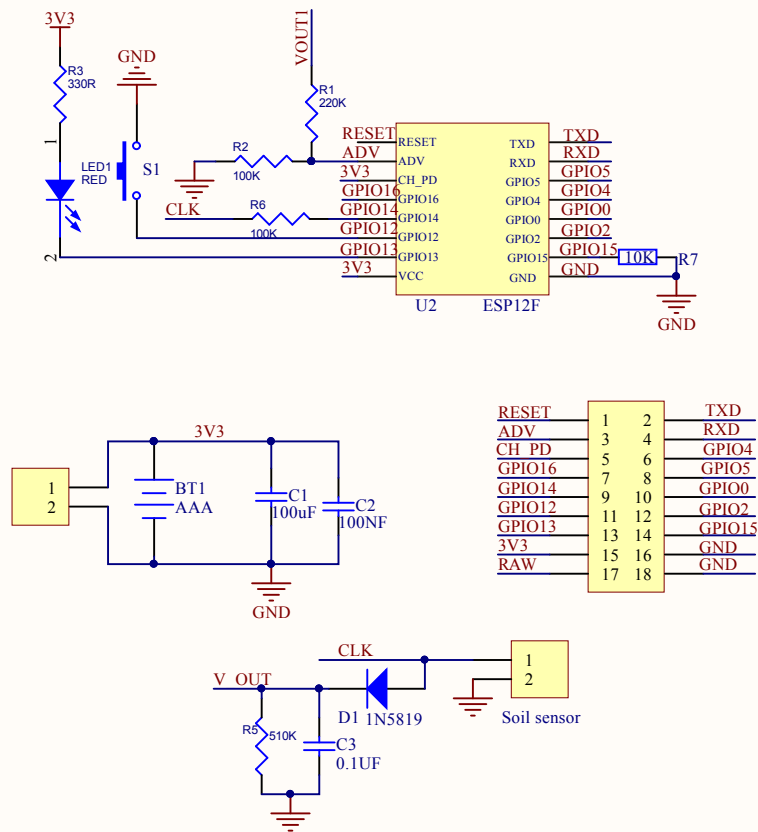 3V3
R3
330R
1
LED1
RED
2
GND
S1
VOUT1
R1
220K
R2
100K
CLK
R6
100K
RESET
ADV
3V3
GPIO16
GPIO14
GPIO12
GPIO13
3V3
RESET
ADV
CH_PD
GPIO16
GPIO14
GPIO12
GPIO13
VCC
TXD
RXD
GPIO5
GPIO4
GPIO0
GPIO2
GPIO15
GND
TXD
RXD
GPIO5
GPIO4
GPIO0
GPIO2
GPIO15
GND
10K
R7
GND
U2
ESP12F
3V3
1
2
BT1
AAA
C1
100uF
C2
100NF
GND
RESET 1 2 TXD
ADV 3 4 RXD
CH_PD 5 6 GPIO4
GPIO16 7 8 GPIO5
GPIO14 9 10 GPIO0
GPIO12 11 12 GPIO2
GPIO13 13 14 GPIO15
3V3 15 16 GND
RAW 17 18 GND
CLK
1
2
Soil sensor
V_OUT
D1 1N5819
R5
510K
C3
0.1UF